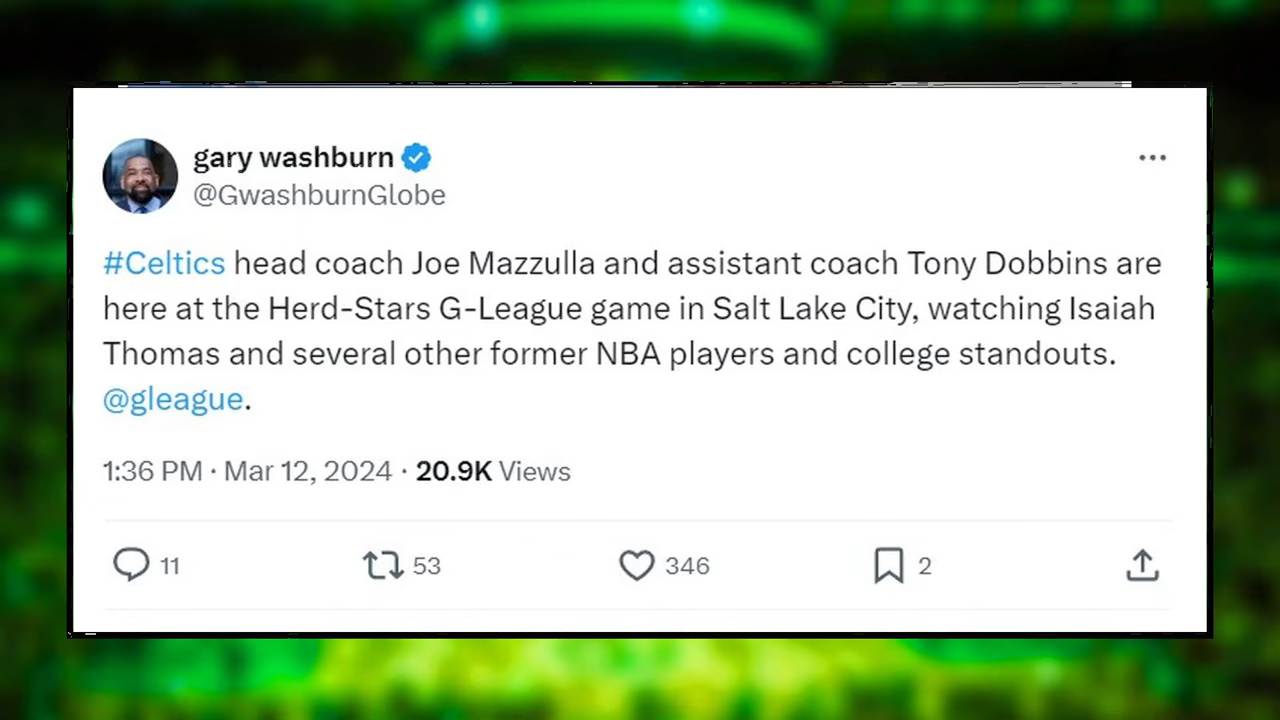 gary washburn
@GwashburnGlobe
#Celtics head coach Joe Mazzulla and assistant coach Tony Dobbins are
here at the Herd-Stars G-League game in Salt Lake City, watching Isaiah
Thomas and several other former NBA players and college standouts.
@gleague.
1:36 PM · Mar 12, 2024 · 20.9K Views
11 53 346 2